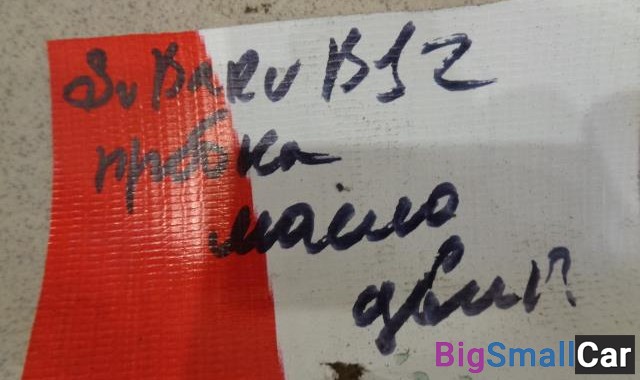 SUBARU B12
пробка
масло
двиг
BigSmallCar